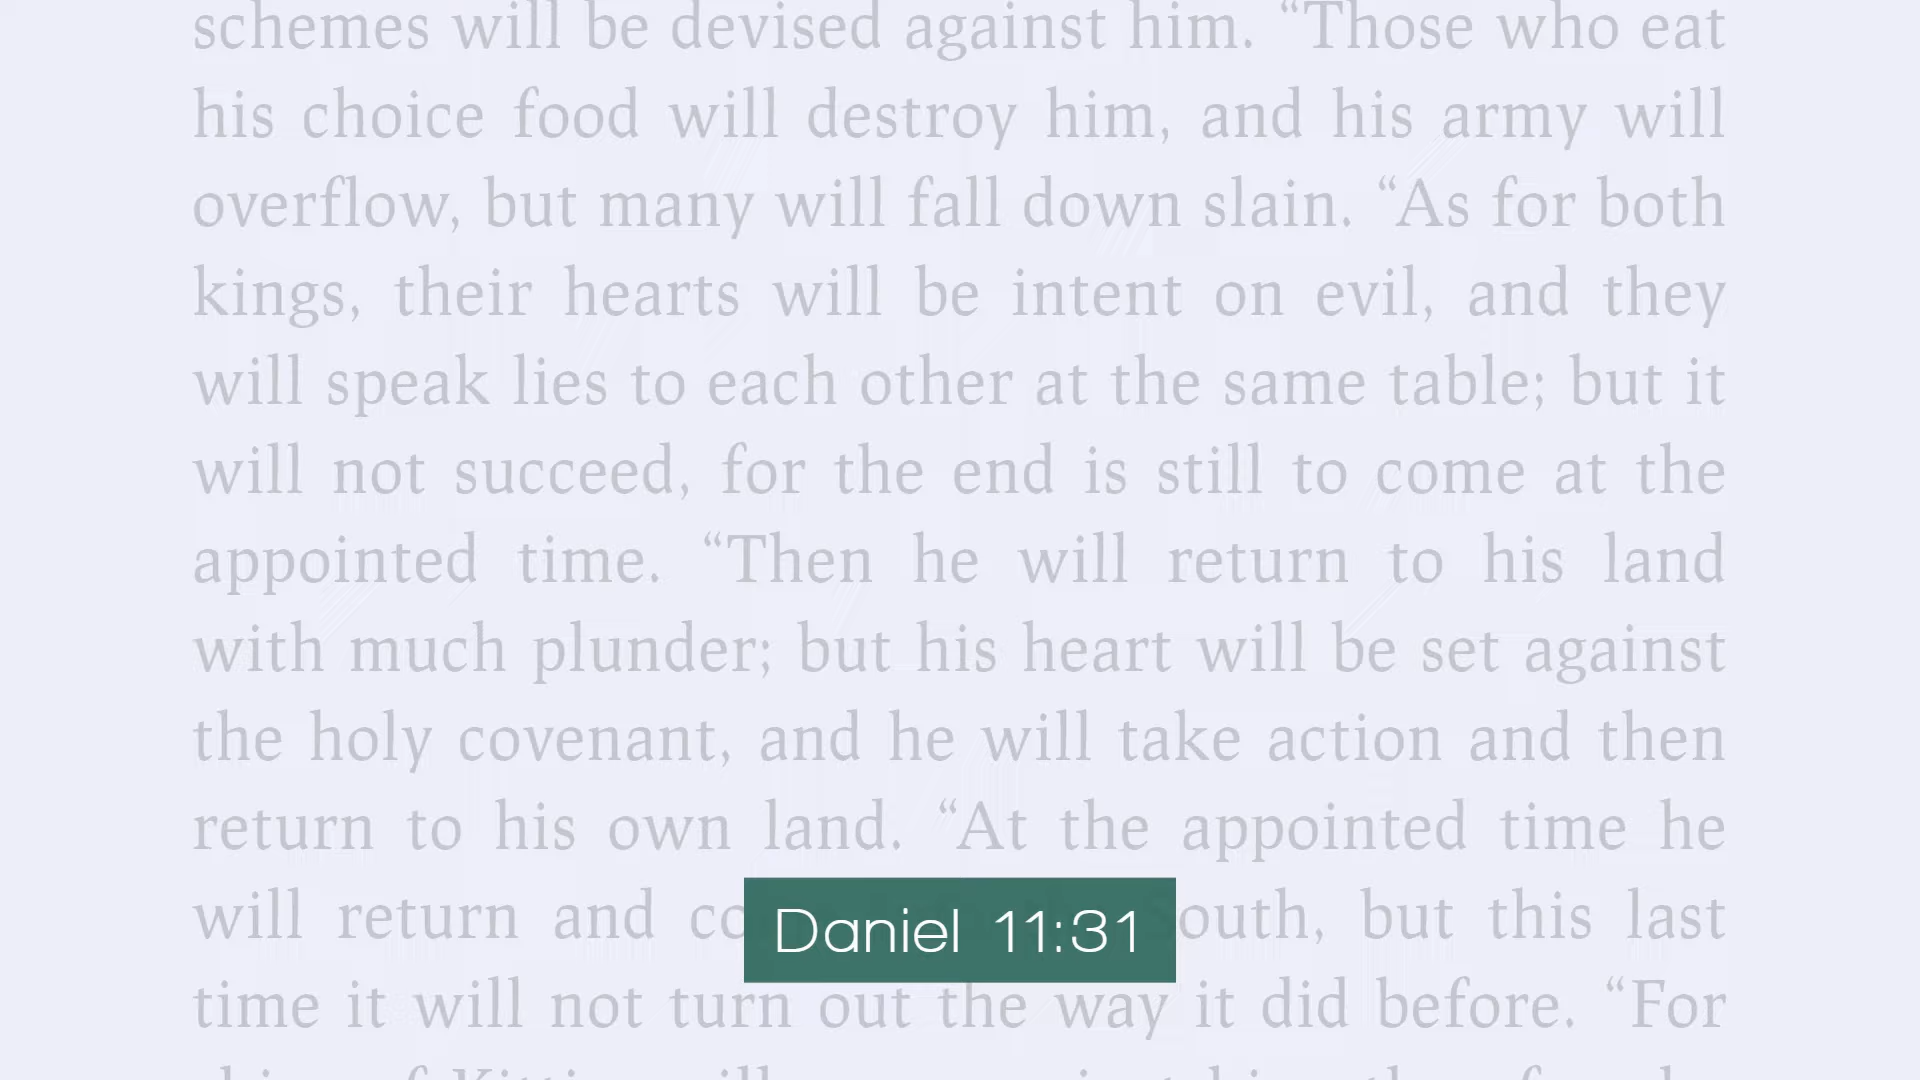 schemes will be devised against him. “Those who eat
his choice food will destroy him, and his army will
overflow, but many will fall down slain. “As for both
kings, their hearts will be intent on evil, and they
will speak lies to each other at the same table; but it
will not succeed, for the end is still to come at the
appointed time. “Then he will return to his land
with much plunder; but his heart will be set against
the holy covenant, and he will take action and then
return to his own land. “At the appointed time he
will return and co South, but this last
Daniel 11:31
time it will not turn out the way it did before. “For